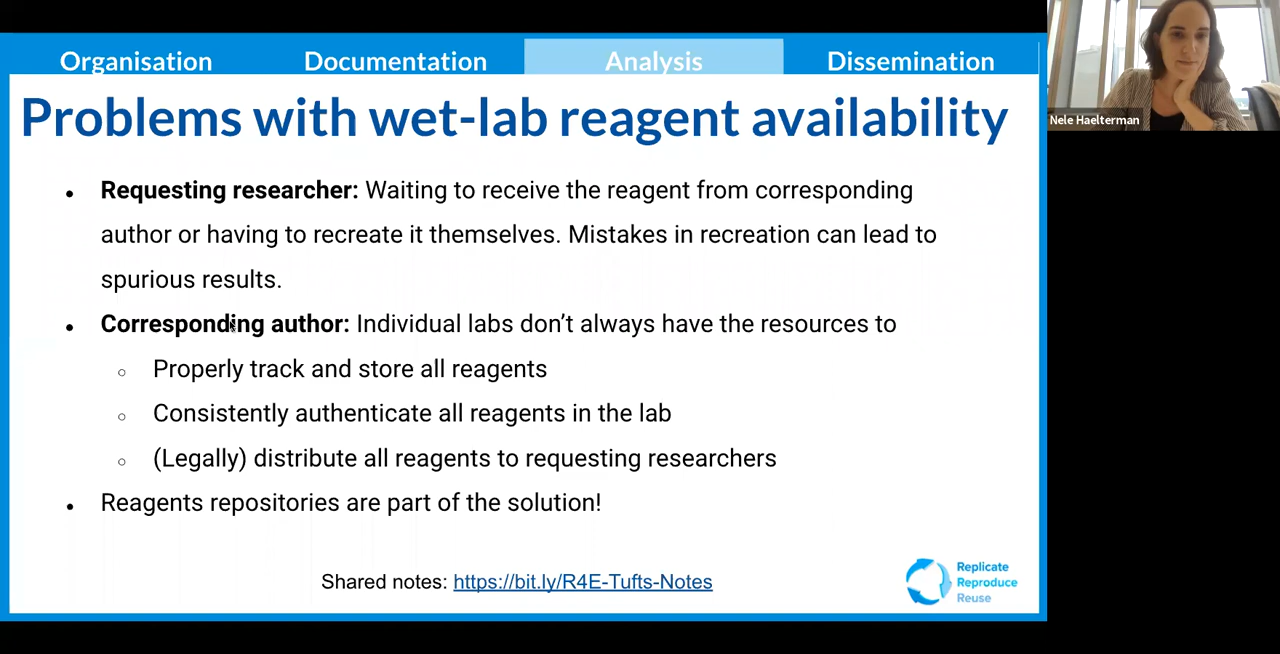 Organisation Documentation Analysis Dissemination
Problems with wet-lab reagent availability
Nele Haelterman
• Requesting researcher: Waiting to receive the reagent from corresponding
author or having to recreate it themselves. Mistakes in recreation can lead to
spurious results.
• Corresponding author: Individual labs don’t always have the resources to
○ Properly track and store all reagents
○ Consistently authenticate all reagents in the lab
○ (Legally) distribute all reagents to requesting researchers
• Reagents repositories are part of the solution!
Shared notes: https://bit.ly/R4E-Tufts-Notes
Replicate
Reproduce
Reuse